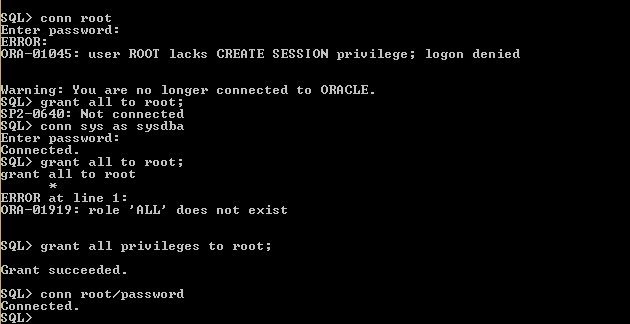 SQL> conn root
Enter password:
ERROR:
ORA-01045: user ROOT lacks CREATE SESSION privilege; logon denied
Warning: You are no longer connected to ORACLE.
SQL> grant all to root;
SP2-0640: Not connected
SQL> conn sys as sysdba
Enter password:
Connected.
SQL> grant all to root;
grant all to root
*
ERROR at line 1:
ORA-01919: role 'ALL' does not exist
SQL> grant all privileges to root;
Grant succeeded.
SQL> conn root/password
Connected.
SQL>